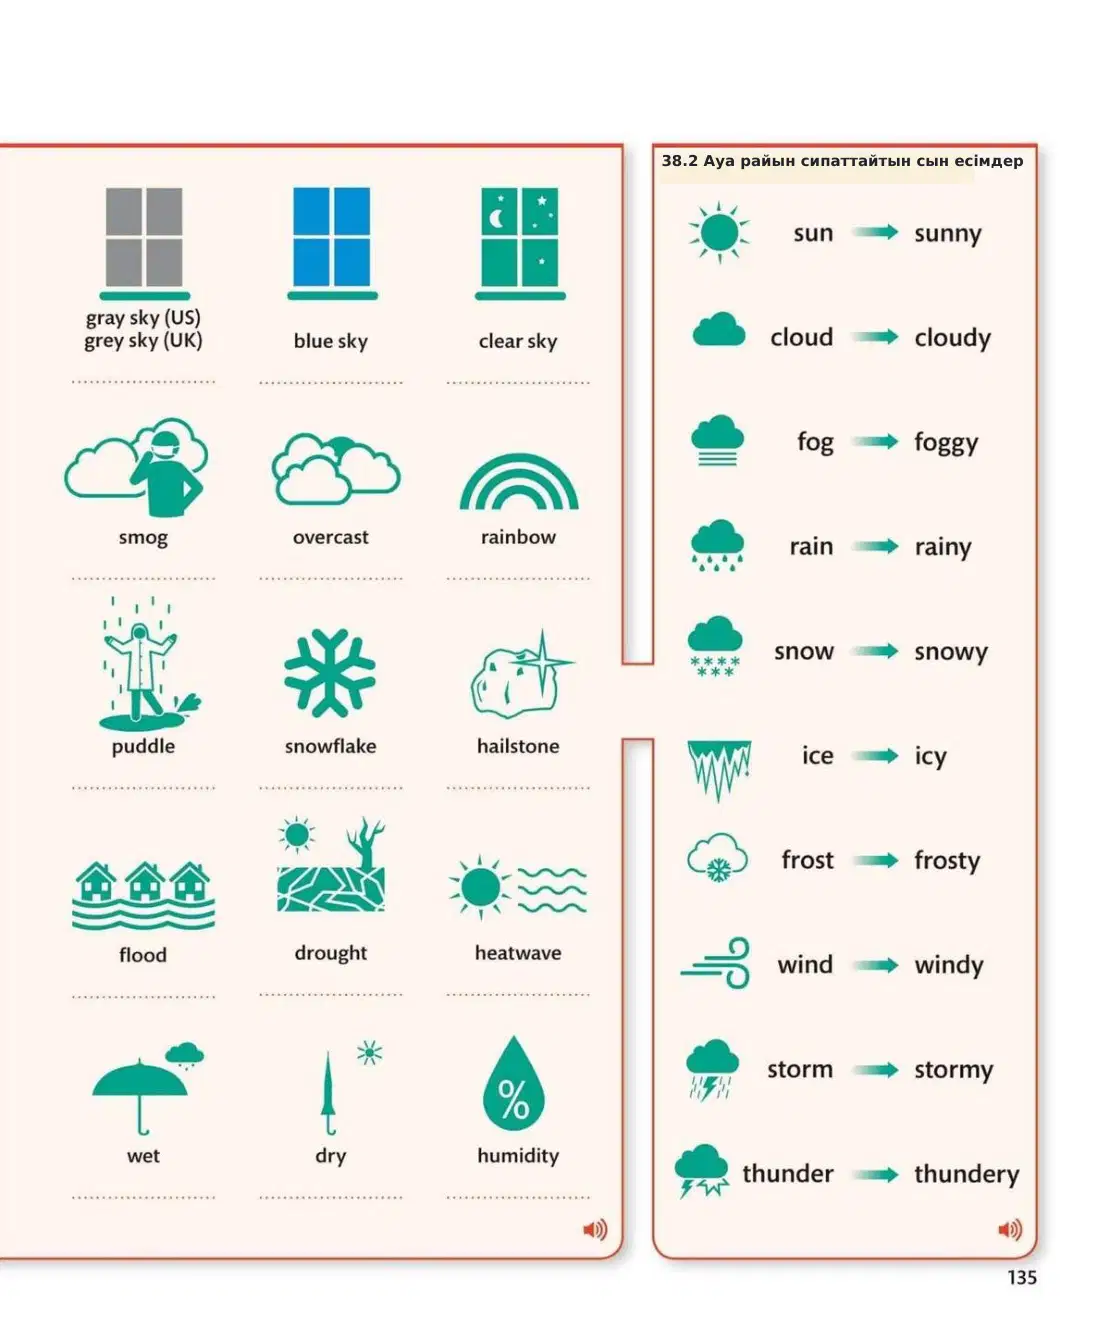 gray sky (US)
grey sky (UK)
blue sky
clear sky
smog
overcast
rainbow
puddle
snowflake
hailstone
flood
drought
heatwave
wet
dry
%
humidity
38.2 Ауа райын сипаттайтын сын есімдер
sun sunny
cloud cloudy
fog foggy
rain rainy
snow snowy
ice icy
frost frosty
wind windy
storm stormy
thunder thundery
135